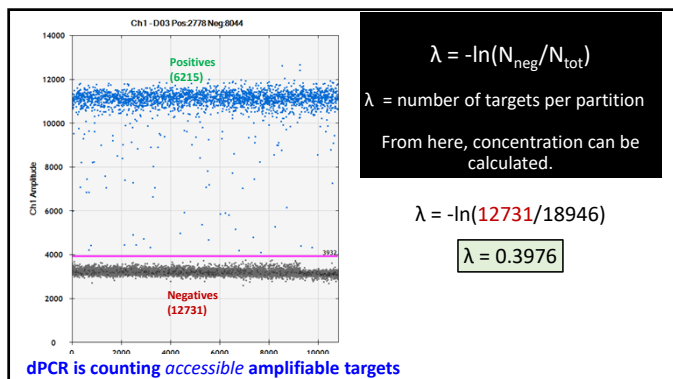 Ch1 - D03 Pos:2778 Neg:8044
14000
12000
10000
8000
6000
4000
2000
0
Ch1 Amplitude
Positives
(6215)
3932
Negatives
(12731)
0 2000 4000 6000 8000 10000
dPCR is counting accessible amplifiable targets
λ = -ln(Nneg/Ntot)
λ = number of targets per partition
From here, concentration can be
calculated.
λ = -ln(12731/18946)
λ = 0.3976